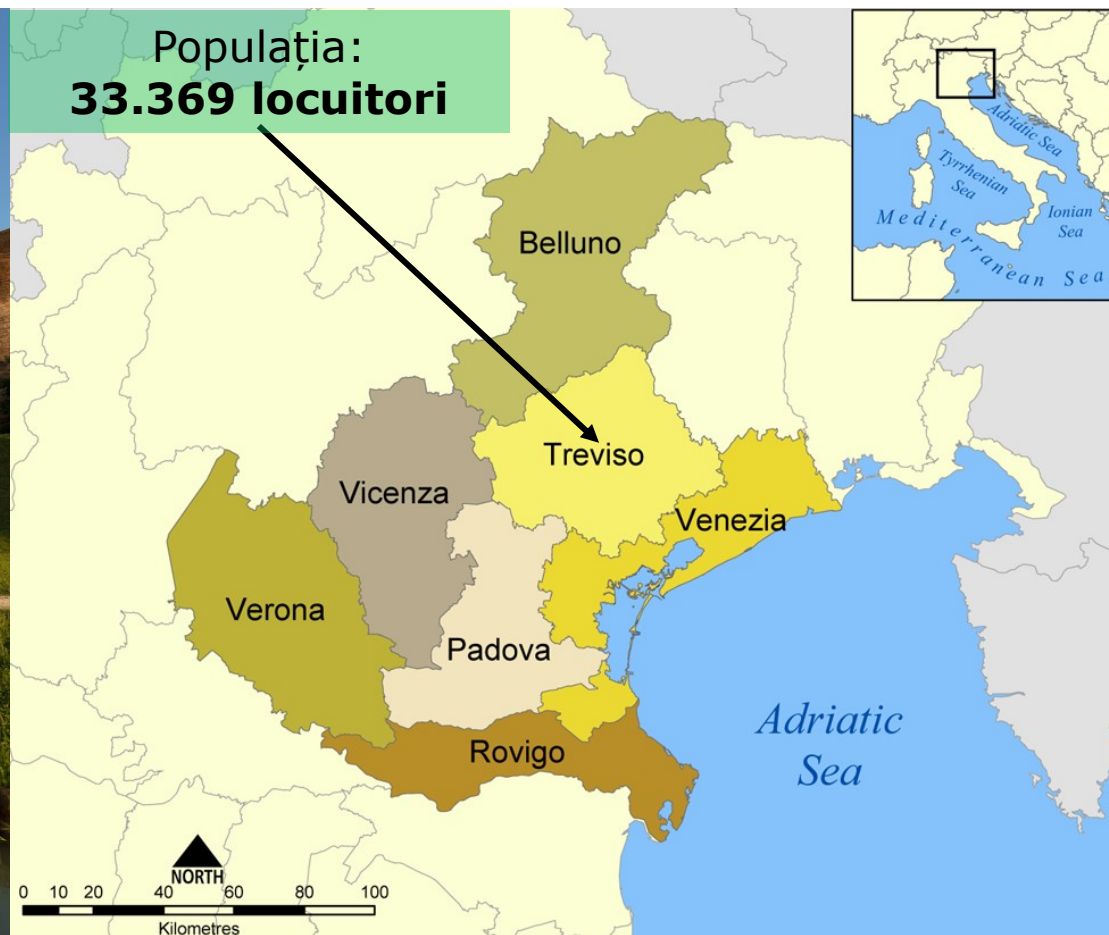 Populația:
33.369 locuitori
Adriatic
Sea
Tyrrhenian
Sea
Ionian
Sea
Mediterranean Sea
Belluno
Treviso
Vicenza
Venezia
Verona
Padova
Rovigo
Adriatic
Sea
NORTH
0 10 20 40 60 80 100
Kilometres